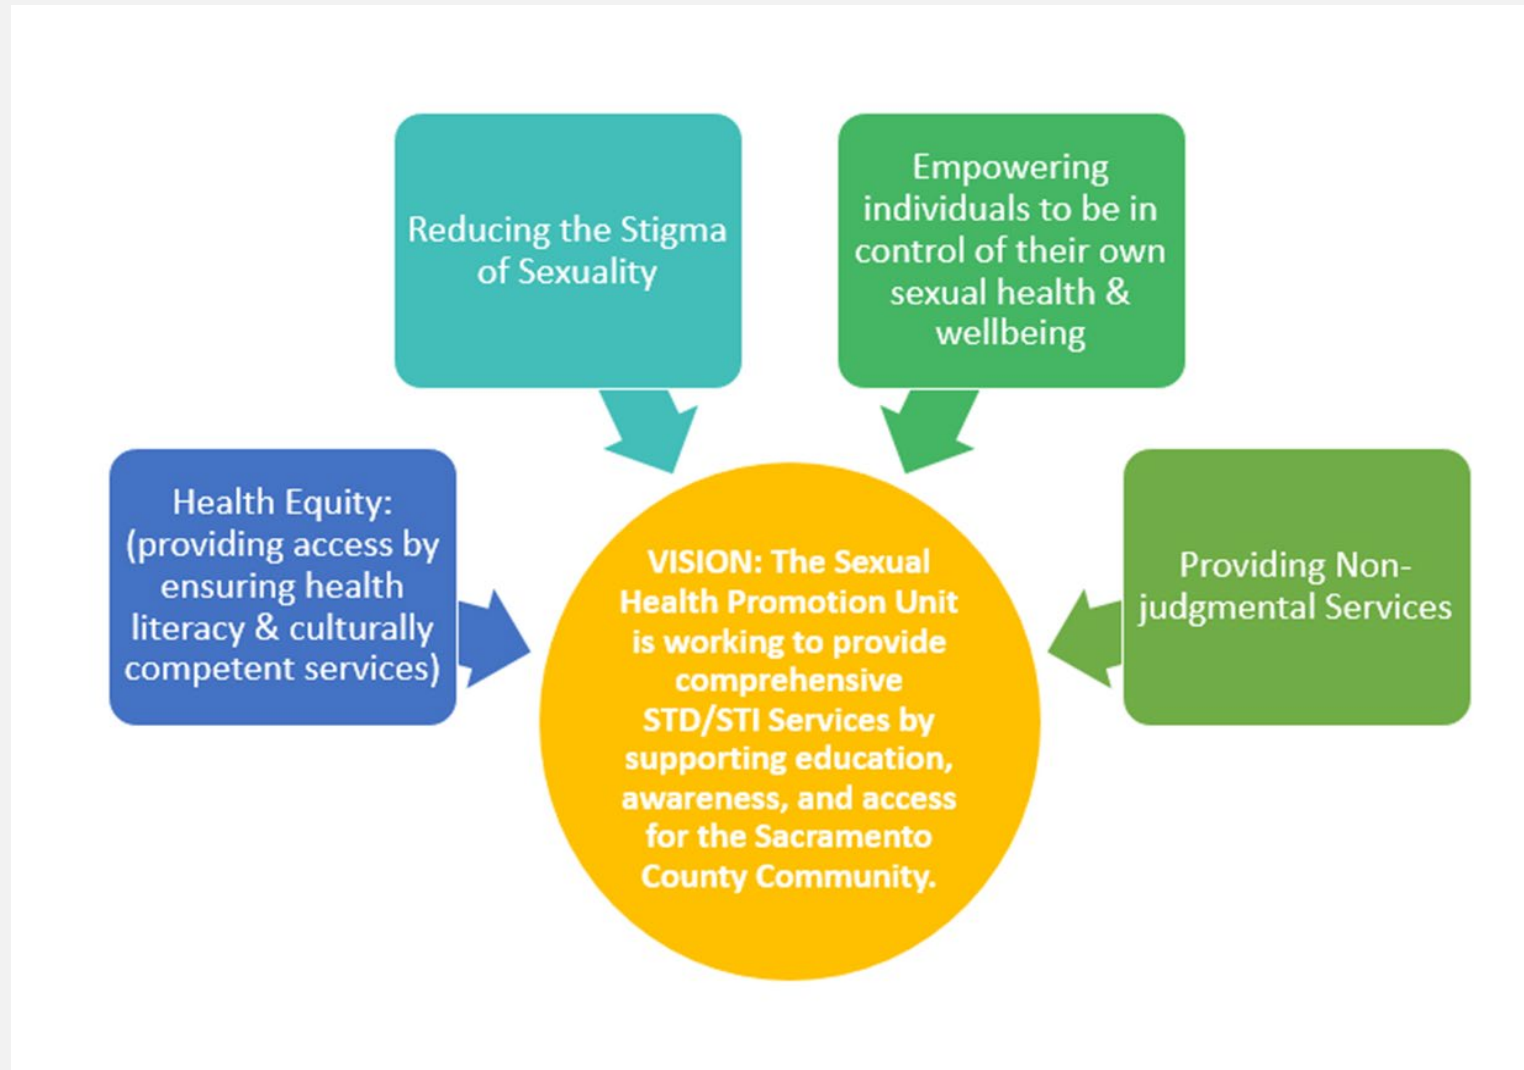 Reducing the Stigma
of Sexuality
Empowering
individuals to be in
control of their own
sexual health &
wellbeing
Health Equity:
(providing access by
ensuring health
literacy & culturally
competent services)
Providing Non-
judgmental Services
VISION: The Sexual
Health Promotion Unit
is working to provide
comprehensive
STD/STI Services by
supporting education,
awareness, and access
for the Sacramento
County Community.